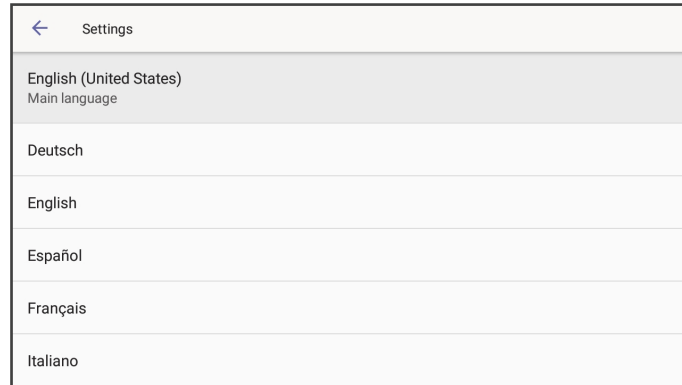 Settings
English (United States)
Main language
Deutsch
English
Español
Français
Italiano